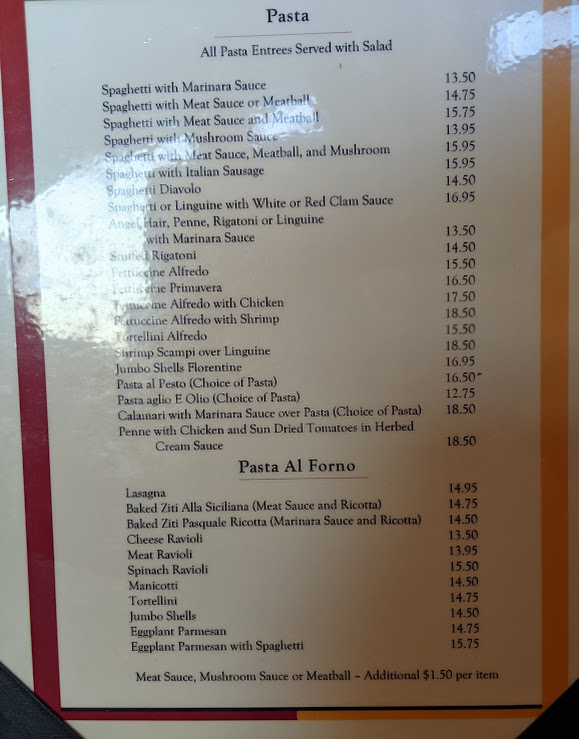 Pasta
All Pasta Entrees Served with Salad
Spaghetti with Marinara Sauce 13.50
Spaghetti with Meat Sauce or Meatball 14.75
Spaghetti with Meat Sauce and Meatball 15.75
Spaghetti with Mushroom Sauce 13.95
Spaghetti with Meat Sauce, Meatball, and Mushroom 15.95
Spaghetti with Italian Sausage 15.95
Spaghetti Diavolo 14.50
Spaghetti or Linguine with White or Red Clam Sauce 16.95
Angel Hair, Penne, Rigatoni or Linguine
with Marinara Sauce 13.50
Stuffed Rigatoni 14.50
Fettuccine Alfredo 15.50
Fettuccine Primavera 16.50
Fettuccine Alfredo with Chicken 17.50
Fettuccine Alfredo with Shrimp 18.50
Tortellini Alfredo 15.50
Shrimp Scampi over Linguine 18.50
Jumbo Shells Florentine 16.95
Pasta al Pesto (Choice of Pasta) 16.50
Pasta aglio E Olio (Choice of Pasta) 12.75
Calamari with Marinara Sauce over Pasta (Choice of Pasta) 18.50
Penne with Chicken and Sun Dried Tomatoes in Herbed
Cream Sauce 18.50
Pasta Al Forno
Lasagna 14.95
Baked Ziti Alla Siciliana (Meat Sauce and Ricotta) 14.75
Baked Ziti Pasquale Ricotta (Marinara Sauce and Ricotta) 14.50
Cheese Ravioli 13.50
Meat Ravioli 13.95
Spinach Ravioli 15.50
Manicotti 14.50
Tortellini 14.75
Jumbo Shells 14.50
Eggplant Parmesan 14.75
Eggplant Parmesan with Spaghetti 15.75
Meat Sauce, Mushroom Sauce or Meatball – Additional $1.50 per item